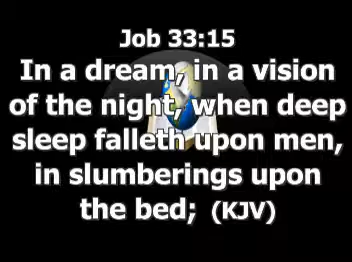 Job 33:15
In a dream, in a vision
of the night, when deep
sleep falleth upon men,
in slumberings upon
the bed; (KJV)